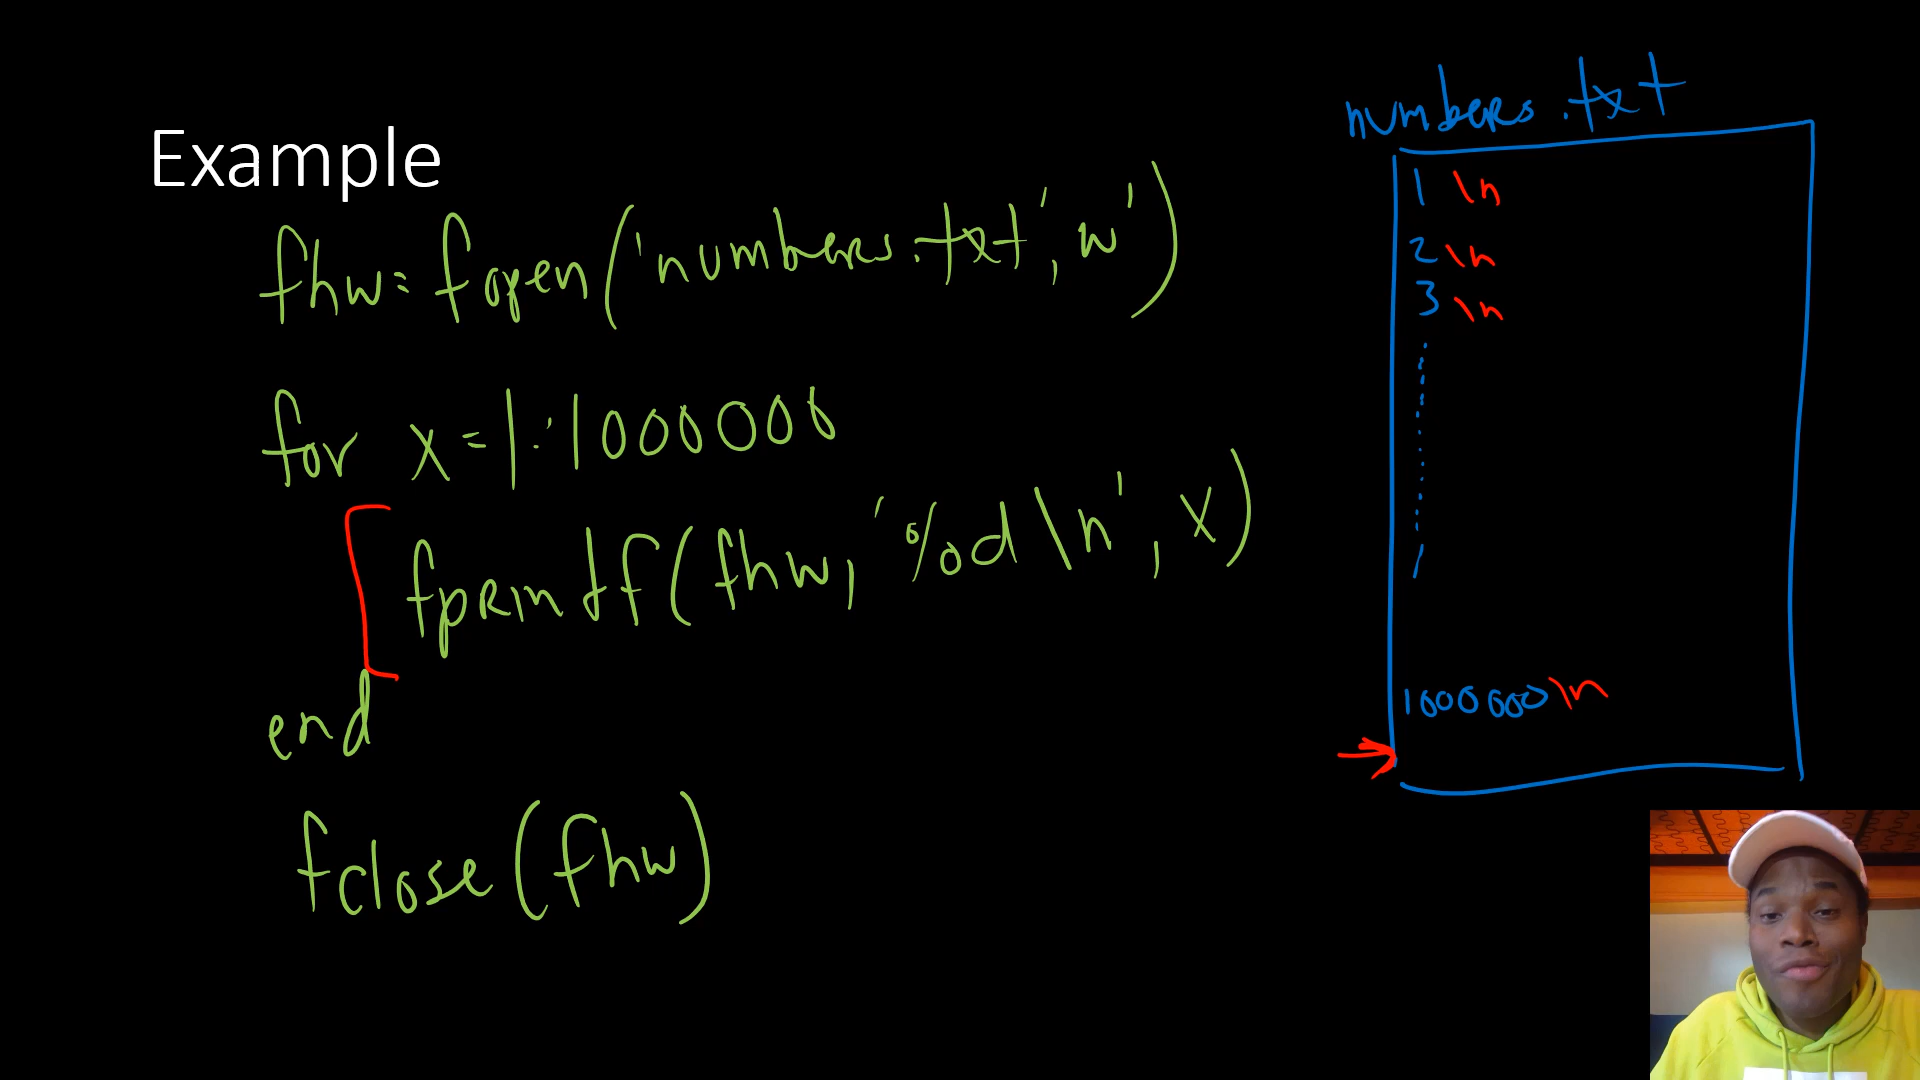 Example
fhw=fopen('numbers.txt',w')
for x=1:1000000
fprintf(fhw,'%d\n',x)
end
fclose(fhw)
numbers.txt
1\n
2\n
3\n
1000000\n